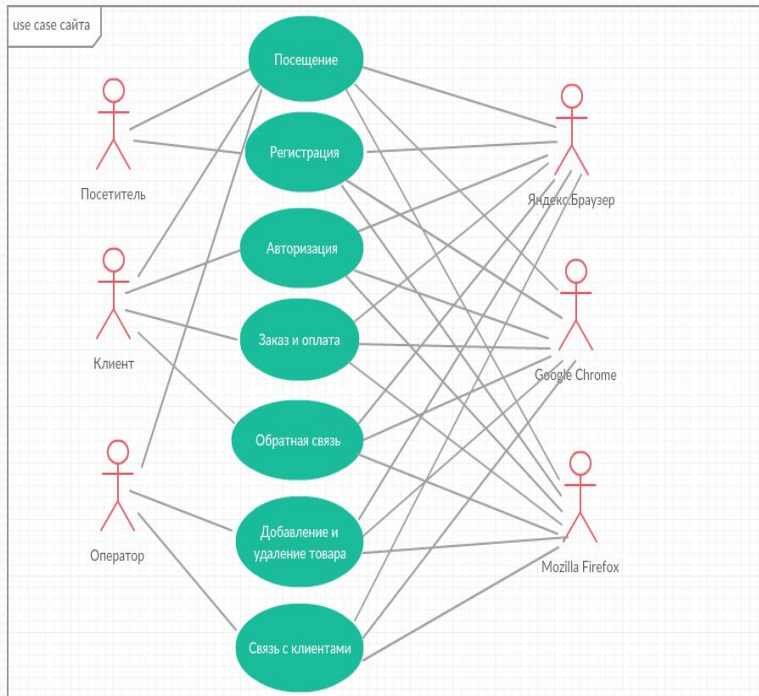 use case сайта
Посещение
Регистрация
Посетитель
Яндекс.Браузер
Авторизация
Заказ и оплата
Клиент
Google Chrome
Обратная связь
Добавление и
удаление товара
Оператор
Mozilla Firefox
Связь с клиентами